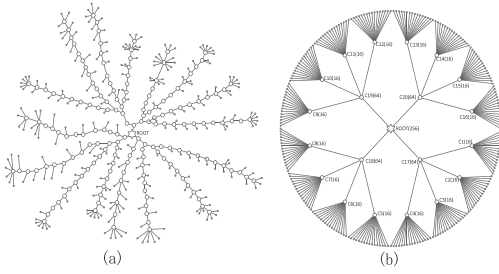 C12(16)
C13(16)
C11(16)
C14(16)
C10(16)
C15(16)
C19(64)
C20(64)
C9(16)
C16(16)
ROOT
ROOT(256)
C8(16)
C1(16)
C18(64)
C17(64)
C7(16)
C2(16)
C6(16)
C3(16)
C5(16)
C4(16)
(a)
(b)